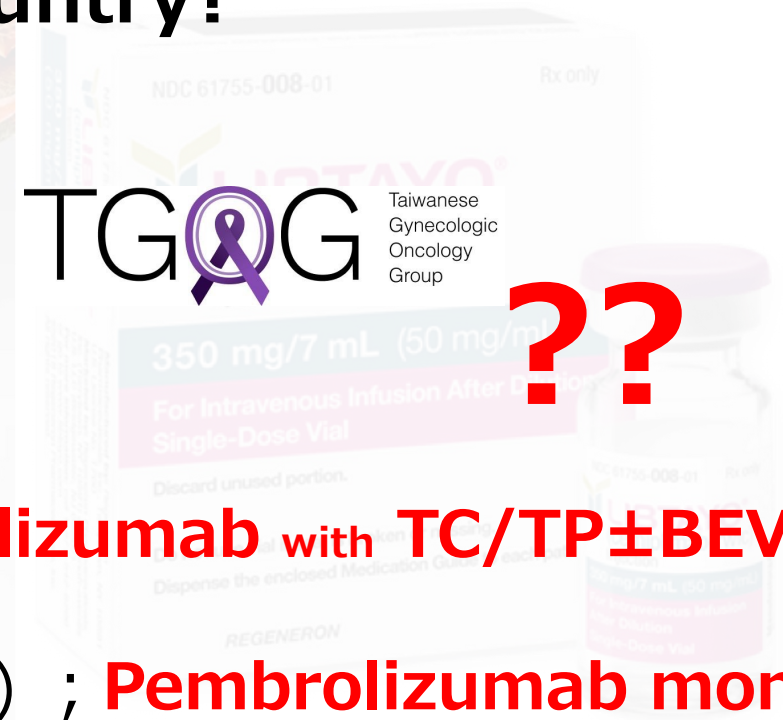 untry?
NDC 61755-008-01
Rx only
LIBTAYO®
TGOG
Taiwanese
Gynecologic
Oncology
Group
??
350 mg/7 mL (50 mg/mL
For Intravenous Infusion After Dilution
Single-Dose Vial
Discard unused portion.
lizumab with TC/TP±BEV
Dispense the enclosed Medication Guide each
REGENERON
) ; Pembrolizumab mon